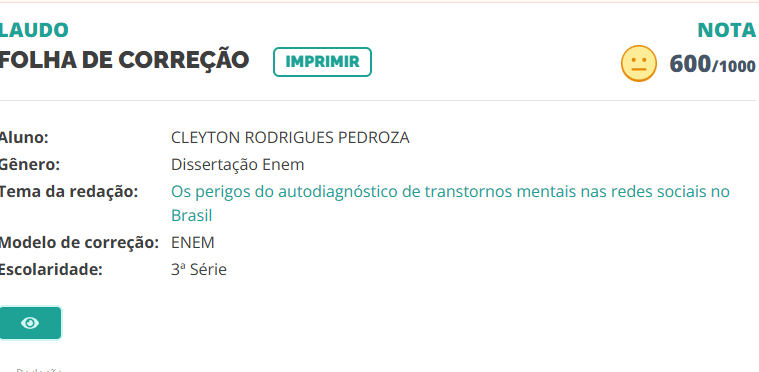 LAUDO
NOTA
FOLHA DE CORREÇÃO
IMPRIMIR
600/1000
Aluno: CLEYTON RODRIGUES PEDROZA
Gênero: Dissertação Enem
Tema da redação: Os perigos do autodiagnóstico de transtornos mentais nas redes sociais no
Brasil
Modelo de correção: ENEM
Escolaridade: 3ª Série